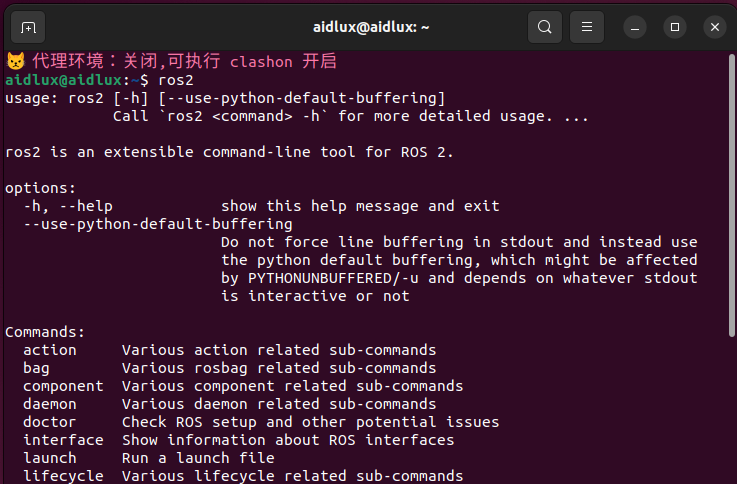 aidlux@aidlux: ~
😼 代理环境：关闭,可执行 clashon 开启
aidlux@aidlux:~$ ros2
usage: ros2 [-h] [--use-python-default-buffering]
            Call `ros2 <command> -h` for more detailed usage. ...
ros2 is an extensible command-line tool for ROS 2.
options:
  -h, --help            show this help message and exit
  --use-python-default-buffering
                        Do not force line buffering in stdout and instead use
                        the python default buffering, which might be affected
                        by PYTHONUNBUFFERED/-u and depends on whatever stdout
                        is interactive or not
Commands:
  action     Various action related sub-commands
  bag        Various rosbag related sub-commands
  component  Various component related sub-commands
  daemon     Various daemon related sub-commands
  doctor     Check ROS setup and other potential issues
  interface  Show information about ROS interfaces
  launch     Run a launch file
  lifecycle  Various lifecycle related sub-commands